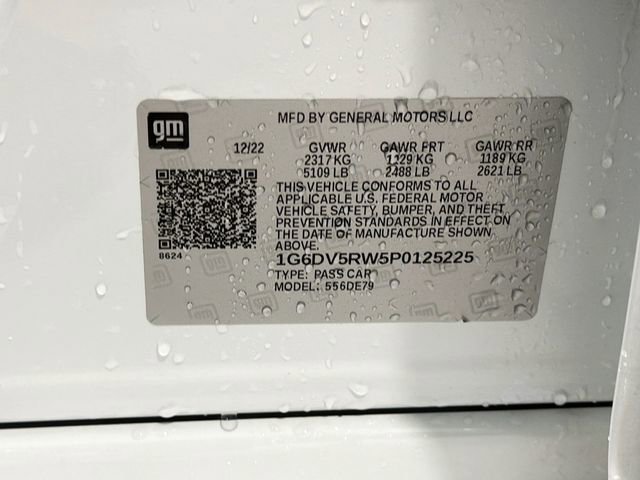 gm
MFD BY GENERAL MOTORS LLC
12/22 GVWR GAWR FRT GAWR RR
2317 KG 1129 KG 1189 KG
5109 LB 2488 LB 2621 LB
THIS VEHICLE CONFORMS TO ALL
APPLICABLE U.S. FEDERAL MOTOR
VEHICLE SAFETY, BUMPER, AND THEFT
PREVENTION STANDARDS IN EFFECT ON
THE DATE OF MANUFACTURE SHOWN
ABOVE.
8624
1G6DV5RW5P0125225
TYPE: PASS CAR
MODEL: 556DE79